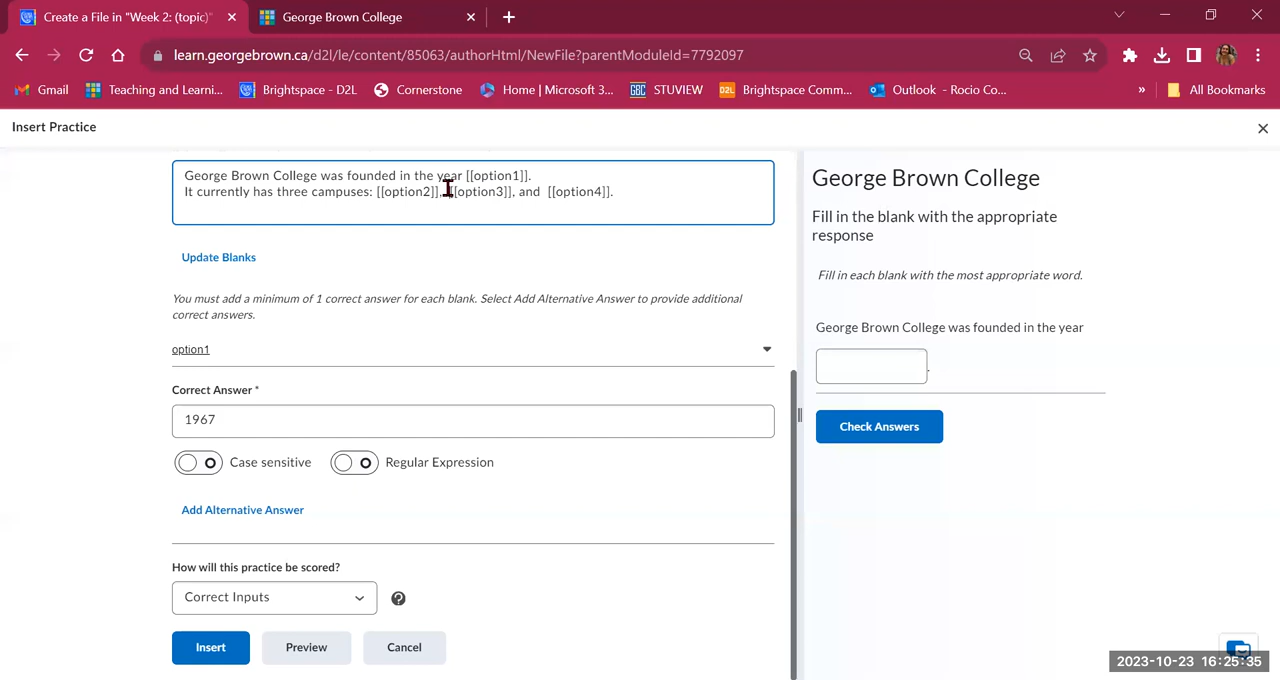 Create a File in "Week 2: (topic)"
George Brown College
learn.georgebrown.ca/d2l/le/content/85063/authorHtml/NewFile?parentModuleId=7792097
Gmail
Teaching and Learni...
Brightspace - D2L
Cornerstone
Home | Microsoft 3...
GBC
STUVIEW
D2L
Brightspace Comm...
Outlook - Rocio Co...
»
All Bookmarks
Insert Practice
George Brown College was founded in the year [[option1]].
It currently has three campuses: [[option2]], [[option3]], and [[option4]].
Update Blanks
You must add a minimum of 1 correct answer for each blank. Select Add Alternative Answer to provide additional
correct answers.
option1
Correct Answer *
1967
Case sensitive
Regular Expression
Add Alternative Answer
How will this practice be scored?
Correct Inputs
?
Insert
Preview
Cancel
George Brown College
Fill in the blank with the appropriate
response
Fill in each blank with the most appropriate word.
George Brown College was founded in the year
.
Check Answers
2023-10-23 16:25:35